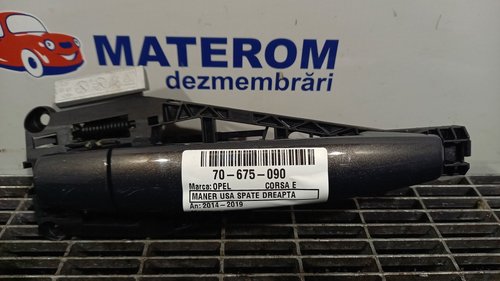 MATEROM
dezmembrări
70-675-090
Marca: OPEL CORSA E
MANER USA SPATE DREAPTA
An: 2014-2019